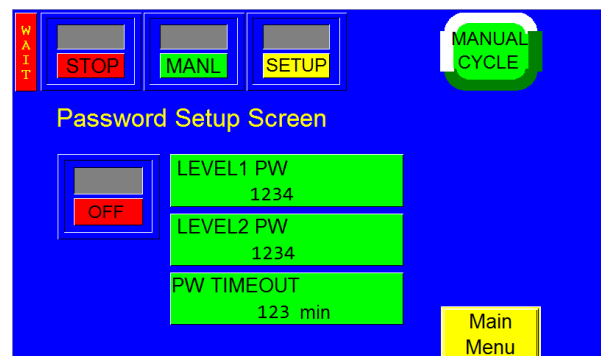 WAIT
STOP
MANL
SETUP
MANUAL
CYCLE
Password Setup Screen
OFF
LEVEL1 PW
1234
LEVEL2 PW
1234
PW TIMEOUT
123 min
Main
Menu